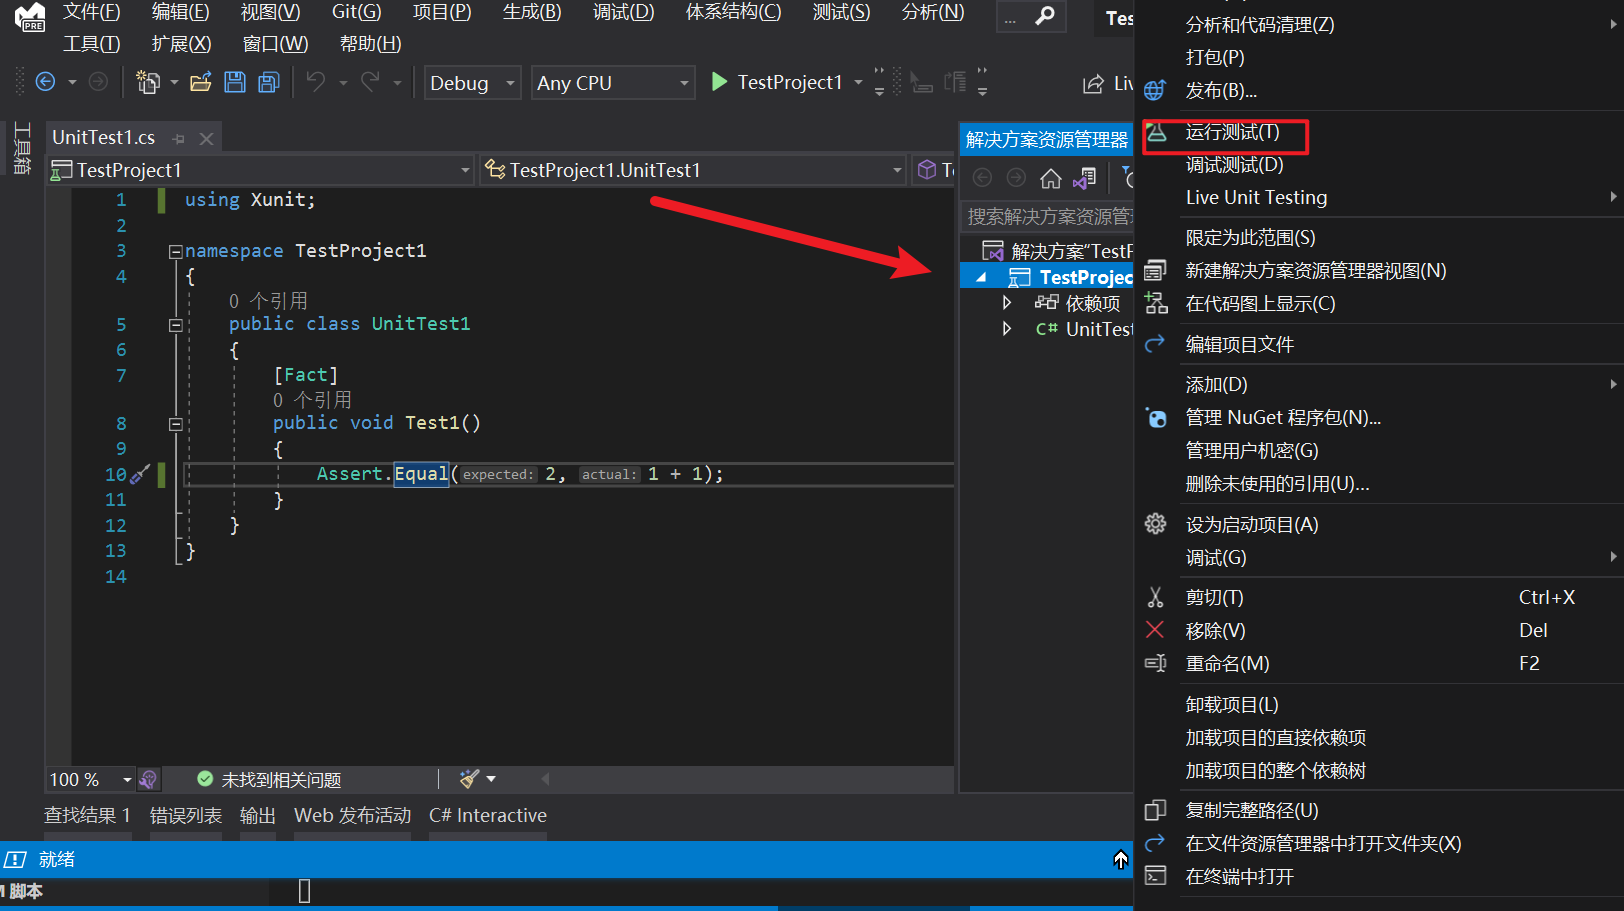 PRE
文件(F) 编辑(E) 视图(V) Git(G) 项目(P) 生成(B) 调试(D) 体系结构(C) 测试(S) 分析(N) ... Tes
工具(T) 扩展(X) 窗口(W) 帮助(H)
Debug Any CPU TestProject1 Liv
工具箱
UnitTest1.cs
TestProject1 TestProject1.UnitTest1 T
1 using Xunit;
2
3 namespace TestProject1
4 {
0 个引用
5 public class UnitTest1
6 {
7 [Fact]
0 个引用
8 public void Test1()
9 {
10 Assert.Equal(expected: 2, actual: 1 + 1);
11 }
12 }
13 }
14
100 % 未找到相关问题
查找结果 1 错误列表 输出 Web 发布活动 C# Interactive
就绪
脚本
解决方案资源管理器
搜索解决方案资源管
解决方案“TestP
TestProjec
依赖项
C# UnitTest
分析和代码清理(Z)
打包(P)
发布(B)...
运行测试(T)
调试测试(D)
Live Unit Testing
限定为此范围(S)
新建解决方案资源管理器视图(N)
在代码图上显示(C)
编辑项目文件
添加(D)
管理 NuGet 程序包(N)...
管理用户机密(G)
删除未使用的引用(U)...
设为启动项目(A)
调试(G)
剪切(T) Ctrl+X
移除(V) Del
重命名(M) F2
卸载项目(L)
加载项目的直接依赖项
加载项目的整个依赖树
复制完整路径(U)
在文件资源管理器中打开文件夹(X)
在终端中打开